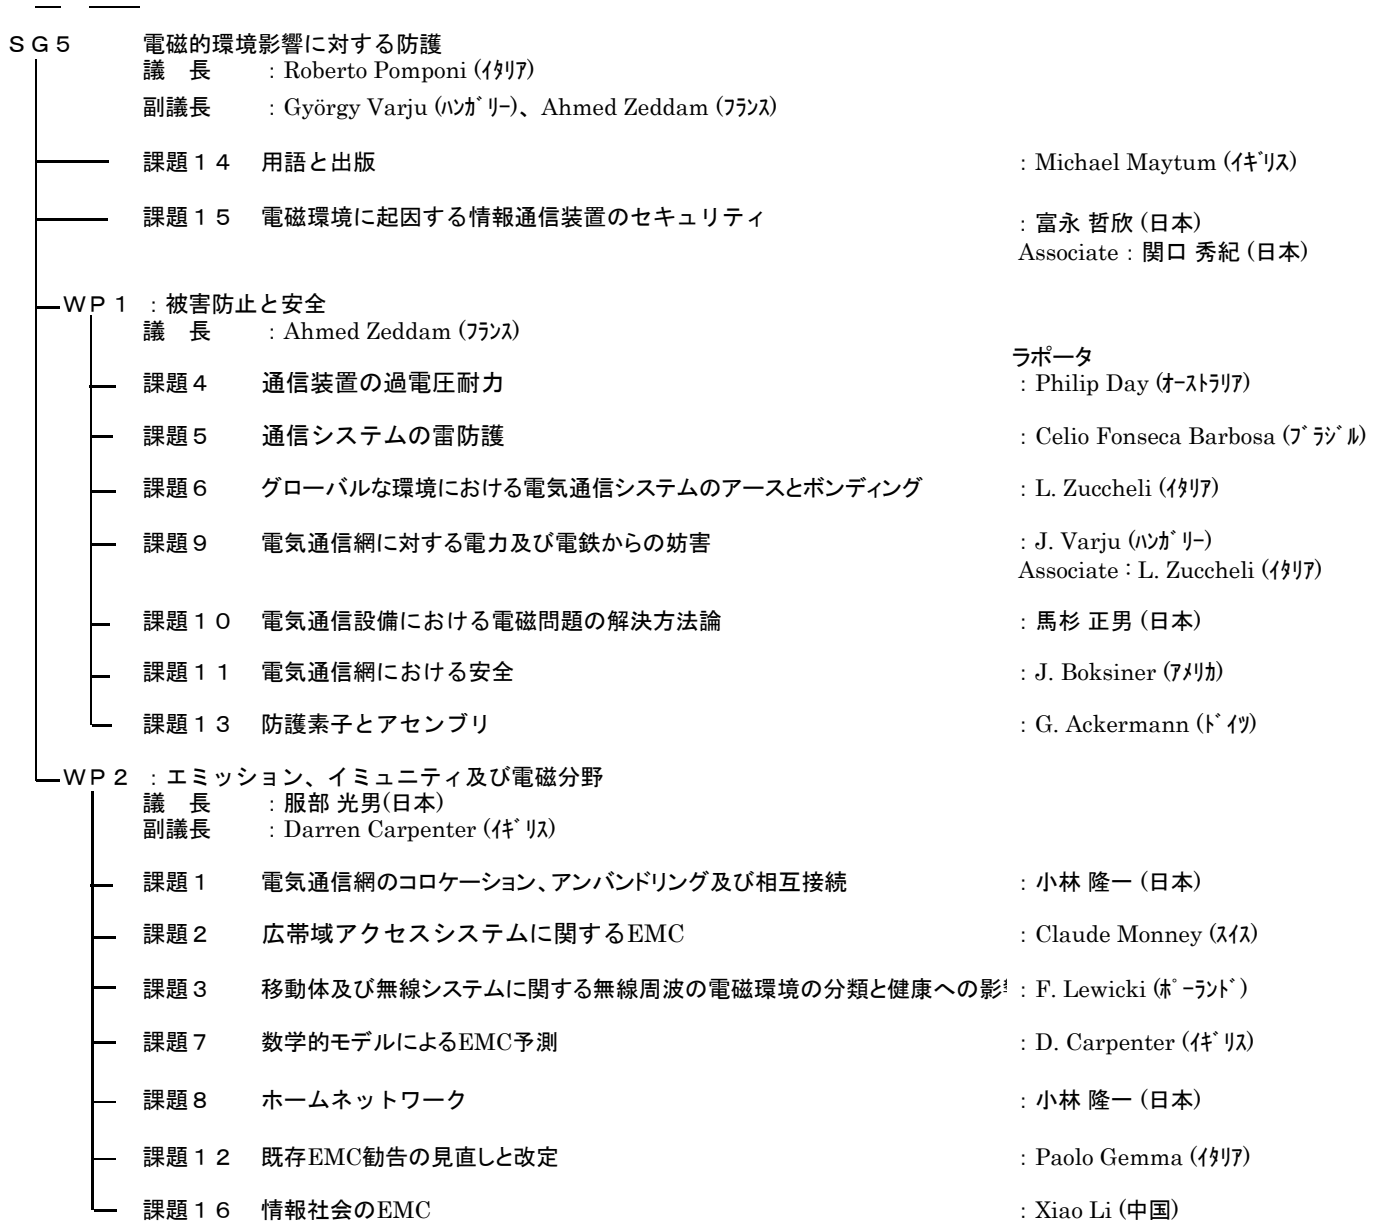 ＳＧ５ 電磁的環境影響に対する防護
議　長 : Roberto Pomponi (ｲﾀﾘｱ)
副議長 : György Varju (ﾊﾝｶﾞﾘｰ)、Ahmed Zeddam (ﾌﾗﾝｽ)
課題１４ 用語と出版 : Michael Maytum (ｲｷﾞﾘｽ)
課題１５ 電磁環境に起因する情報通信装置のセキュリティ : 富永 哲欣 (日本)
Associate : 関口 秀紀 (日本)
ＷＰ１ : 被害防止と安全
議　長 : Ahmed Zeddam (ﾌﾗﾝｽ)
ラポータ
課題４ 通信装置の過電圧耐力 : Philip Day (ｵｰｽﾄﾗﾘｱ)
課題５ 通信システムの雷防護 : Celio Fonseca Barbosa (ﾌﾞﾗｼﾞﾙ)
課題６ グローバルな環境における電気通信システムのアースとボンディング : L. Zuccheli (ｲﾀﾘｱ)
課題９ 電気通信網に対する電力及び電鉄からの妨害 : J. Varju (ﾊﾝｶﾞﾘｰ)
Associate : L. Zuccheli (ｲﾀﾘｱ)
課題１０ 電気通信設備における電磁問題の解決方法論 : 馬杉 正男 (日本)
課題１１ 電気通信網における安全 : J. Boksiner (ｱﾒﾘｶ)
課題１３ 防護素子とアセンブリ : G. Ackermann (ﾄﾞｲﾂ)
ＷＰ２ : エミッション、イミュニティ及び電磁分野
議　長 : 服部 光男(日本)
副議長 : Darren Carpenter (ｲｷﾞﾘｽ)
課題１ 電気通信網のコロケーション、アンバンドリング及び相互接続 : 小林 隆一 (日本)
課題２ 広帯域アクセスシステムに関するEMC : Claude Monney (ｽｲｽ)
課題３ 移動体及び無線システムに関する無線周波の電磁環境の分類と健康への影 : F. Lewicki (ﾎﾟｰﾗﾝﾄﾞ)
課題７ 数学的モデルによるEMC予測 : D. Carpenter (ｲｷﾞﾘｽ)
課題８ ホームネットワーク : 小林 隆一 (日本)
課題１２ 既存EMC勧告の見直しと改定 : Paolo Gemma (ｲﾀﾘｱ)
課題１６ 情報社会のEMC : Xiao Li (中国)